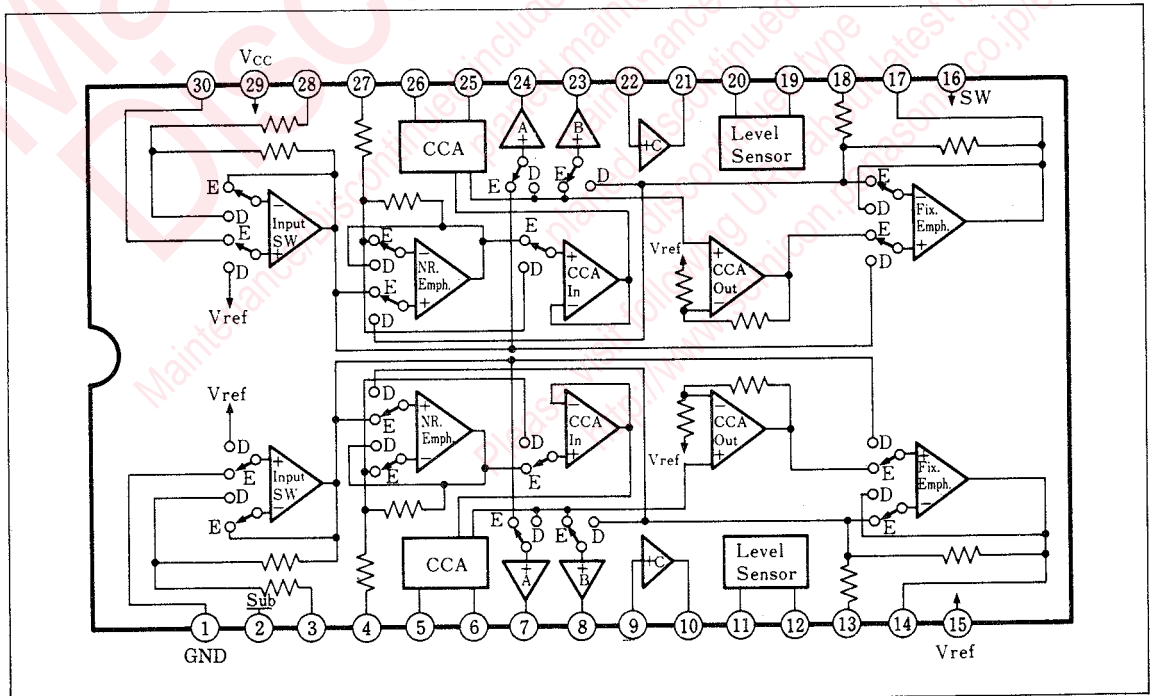 Vcc
30 29 28 27 26 25 24 23 22 21 20 19 18 17 16
SW
CCA
A
+
B
+
+C
Level
Sensor
E
D
E
D
E
D
E
D
−
Input
SW
+
Vref
E
D
E
D
−
NR.
Emph.
+
E
D
+
CCA
In
−
Vref
+
CCA
Out
−
E
D
E
D
−
Fix.
Emph.
+
Vref
D
E
D
E
+
Input
SW
−
D
E
D
E
+
NR.
Emph.
−
D
E
−
CCA
In
+
−
CCA
Out
+
Vref
D
E
D
E
+
Fix.
Emph.
−
E
D
E
D
CCA
+
A
+
B
+C
Level
Sensor
Sub
1 2 3 4 5 6 7 8 9 10 11 12 13 14 15
GND
Vref